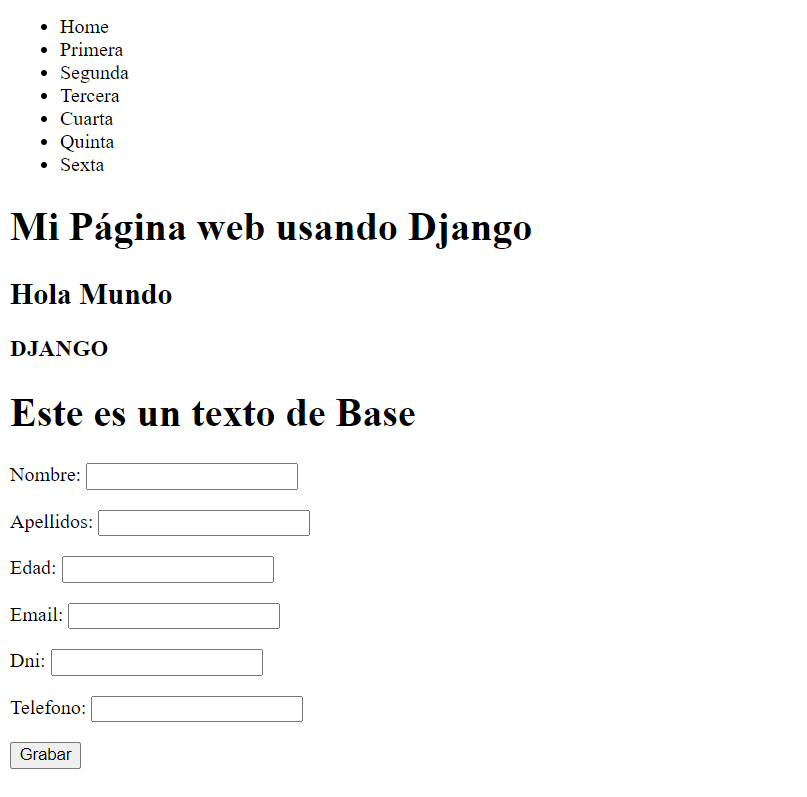 Home
Primera
Segunda
Tercera
Cuarta
Quinta
Sexta
Mi Página web usando Django
Hola Mundo
DJANGO
Este es un texto de Base
Nombre:
Apellidos:
Edad:
Email:
Dni:
Telefono:
Grabar